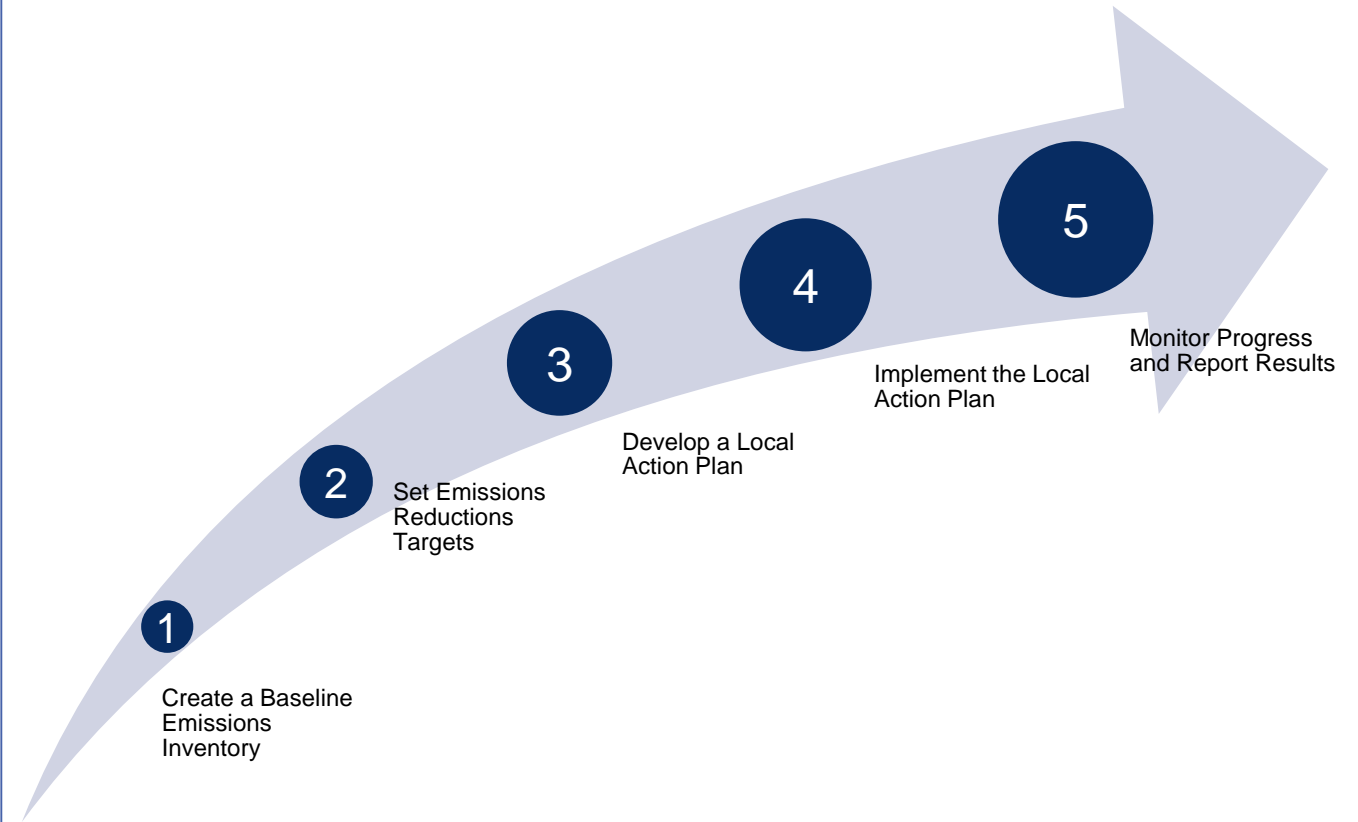 1
Create a Baseline
Emissions
Inventory
2
Set Emissions
Reductions
Targets
3
Develop a Local
Action Plan
4
Implement the Local
Action Plan
5
Monitor Progress
and Report Results